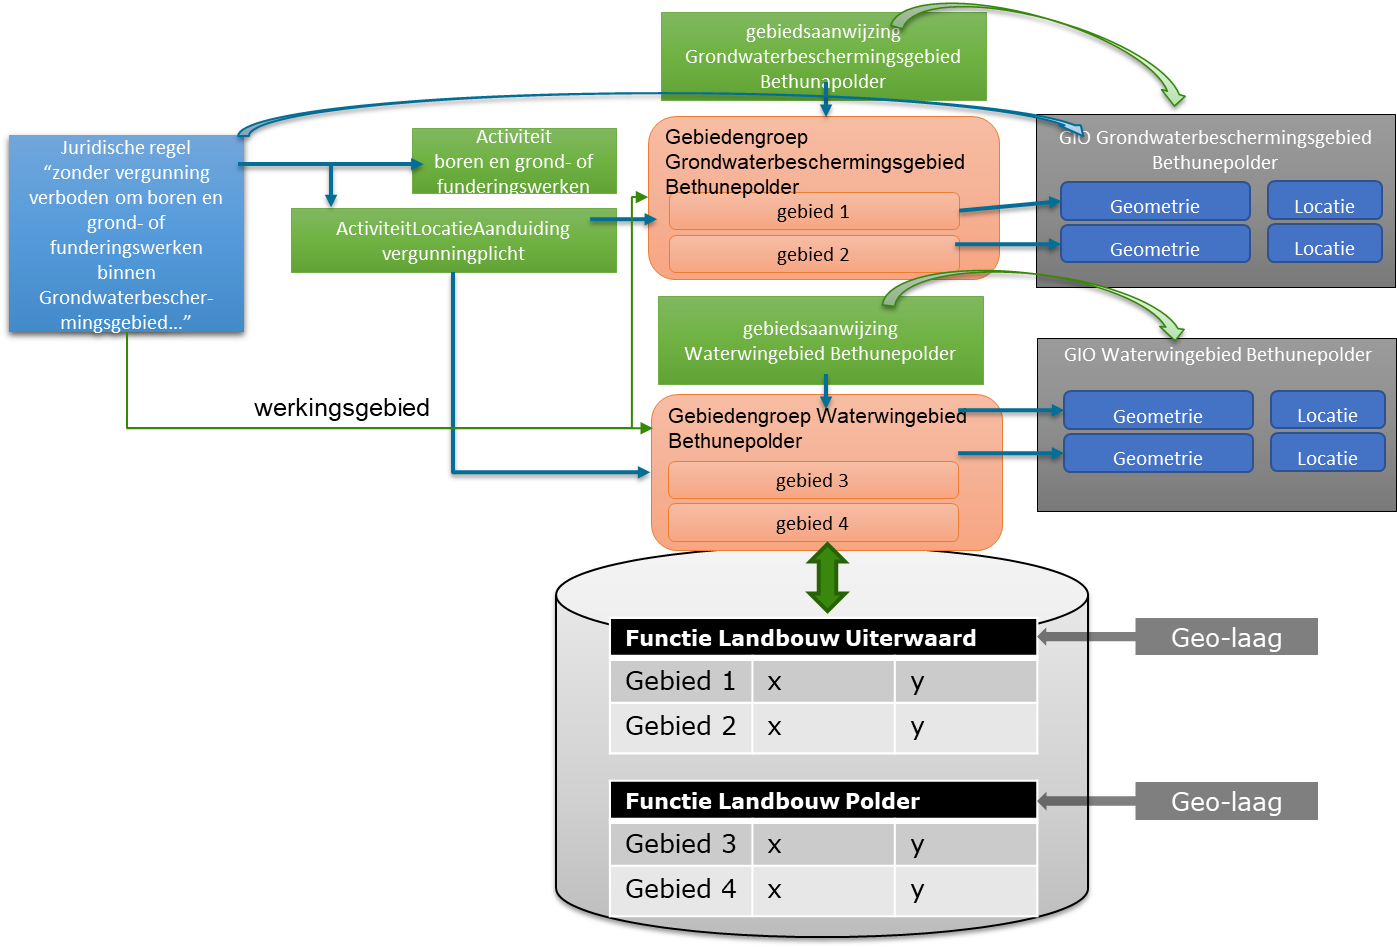 gebiedsaanwijzing
Grondwaterbeschermingsgebied
Bethunapolder
Juridische regel
“zonder vergunning
verboden om boren en
grond- of
funderingswerken
binnen
Grondwaterbescher-
mingsgebied...”
Activiteit
boren en grond- of
funderingswerken
ActiviteitLocatieAanduiding
vergunningplicht
Gebiedengroep
Grondwaterbeschermingsgebied
Bethunepolder
gebied 1
gebied 2
GIO Grondwaterbeschermingsgebied
Bethunepolder
Geometrie Locatie
Geometrie Locatie
gebiedsaanwijzing
Waterwingebied Bethunepolder
GIO Waterwingebied Bethunepolder
Geometrie Locatie
Geometrie Locatie
werkingsgebied
Gebiedengroep Waterwingebied
Bethunepolder
gebied 3
gebied 4
Functie Landbouw Uiterwaard
Geo-laag
Gebied 1 x y
Gebied 2 x y
Functie Landbouw Polder
Geo-laag
Gebied 3 x y
Gebied 4 x y